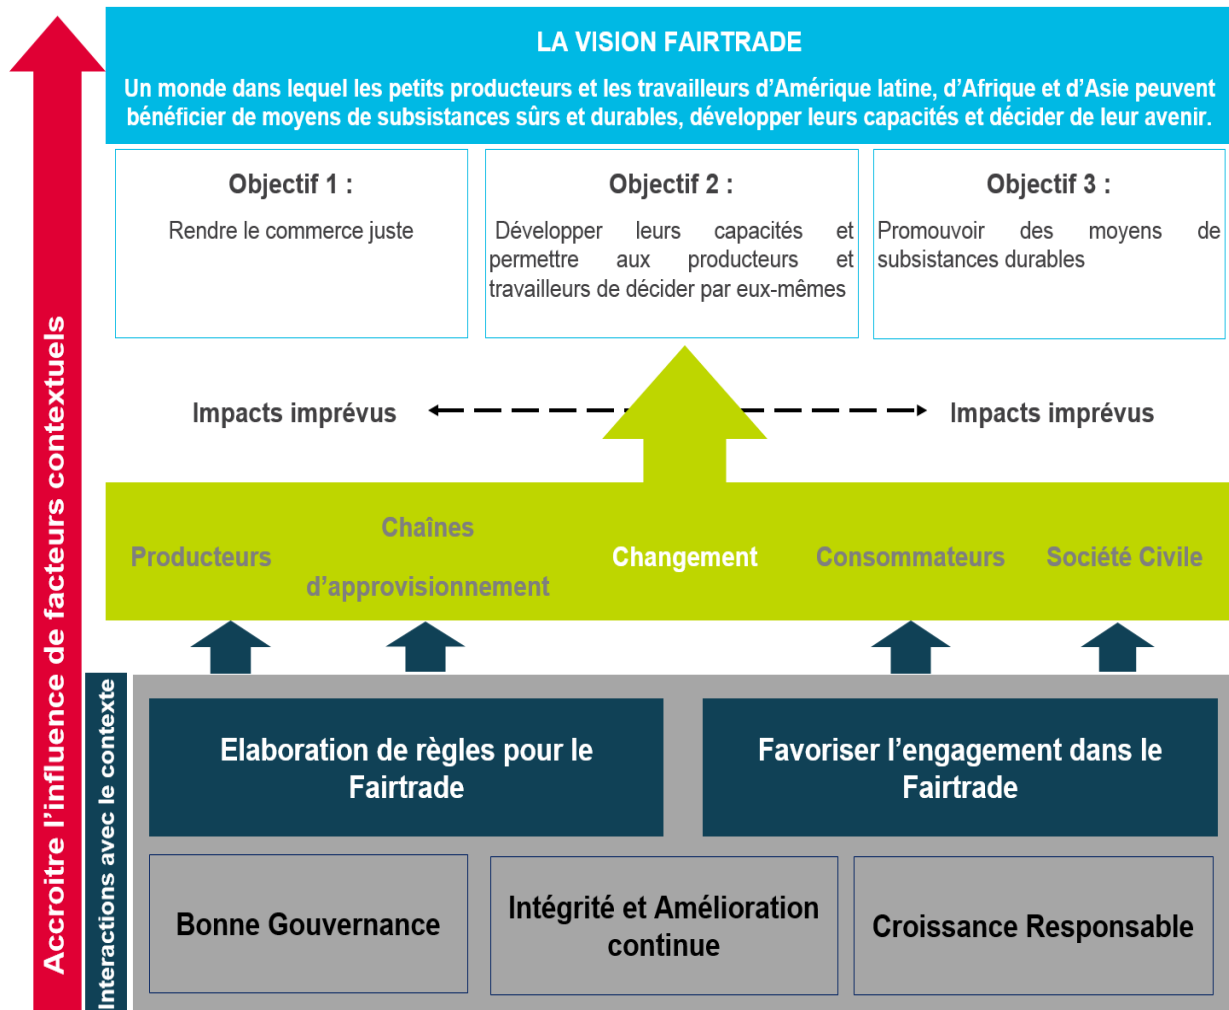 LA VISION FAIRTRADE
Un monde dans lequel les petits producteurs et les travailleurs d’Amérique latine, d’Afrique et d’Asie peuvent
bénéficier de moyens de subsistances sûrs et durables, développer leurs capacités et décider de leur avenir.
Objectif 1 :
Rendre le commerce juste
Objectif 2 :
Développer leurs capacités et
permettre aux producteurs et
travailleurs de décider par eux-mêmes
Objectif 3 :
Promouvoir des moyens de
subsistances durables
Impacts imprévus
Impacts imprévus
Producteurs
Chaînes
d’approvisionnement
Changement
Consommateurs
Société Civile
Elaboration de règles pour le
Fairtrade
Favoriser l’engagement dans le
Fairtrade
Bonne Gouvernance
Intégrité et Amélioration
continue
Croissance Responsable
Accroitre l’influence de facteurs contextuels
Interactions avec le contexte